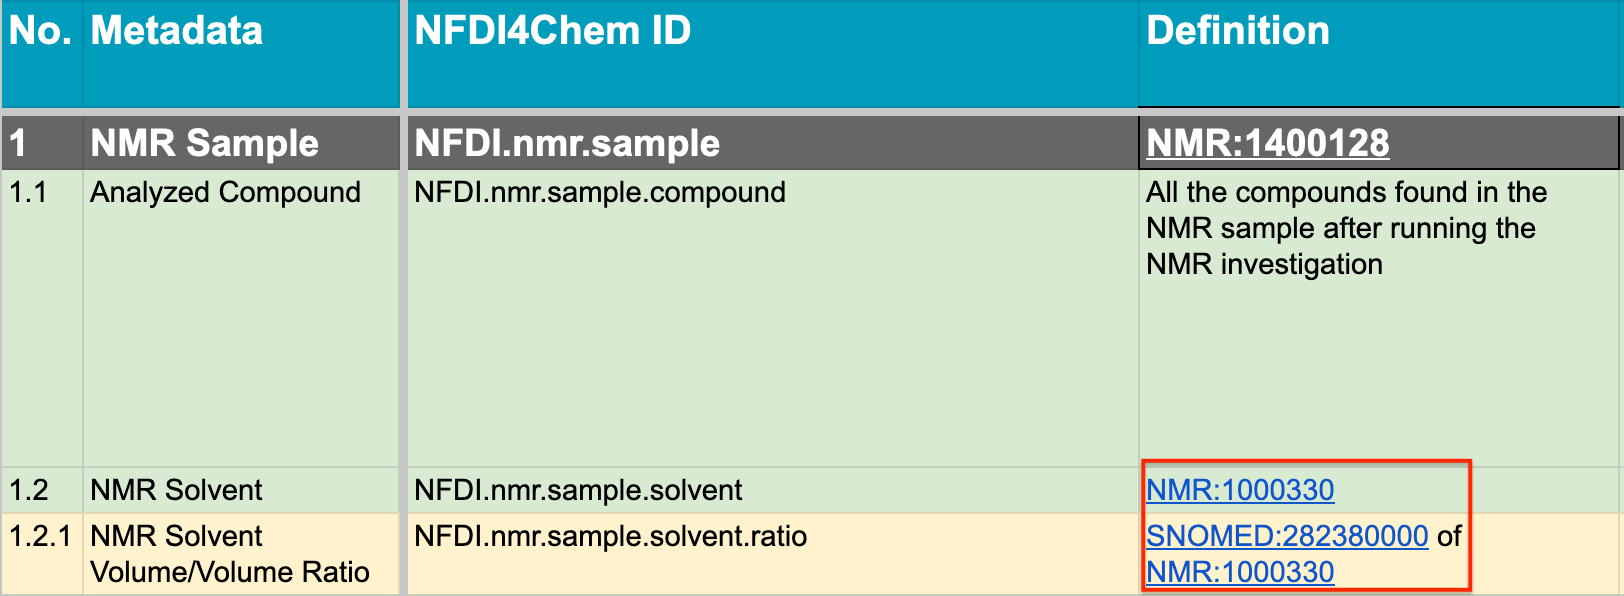 No. Metadata NFDI4Chem ID Definition
1 NMR Sample NFDI.nmr.sample NMR:1400128
1.1 Analyzed Compound NFDI.nmr.sample.compound All the compounds found in the
NMR sample after running the
NMR investigation
1.2 NMR Solvent NFDI.nmr.sample.solvent NMR:1000330
1.2.1 NMR Solvent NFDI.nmr.sample.solvent.ratio SNOMED:282380000 of
Volume/Volume Ratio NMR:1000330